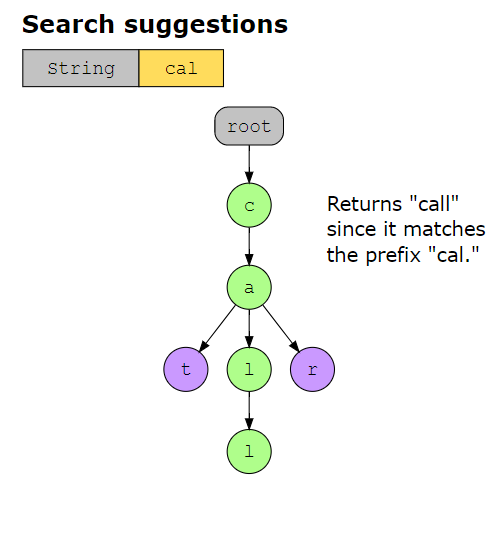 Search suggestions
String cal
root
c
Returns "call"
since it matches
the prefix "cal."
a
t l r
l